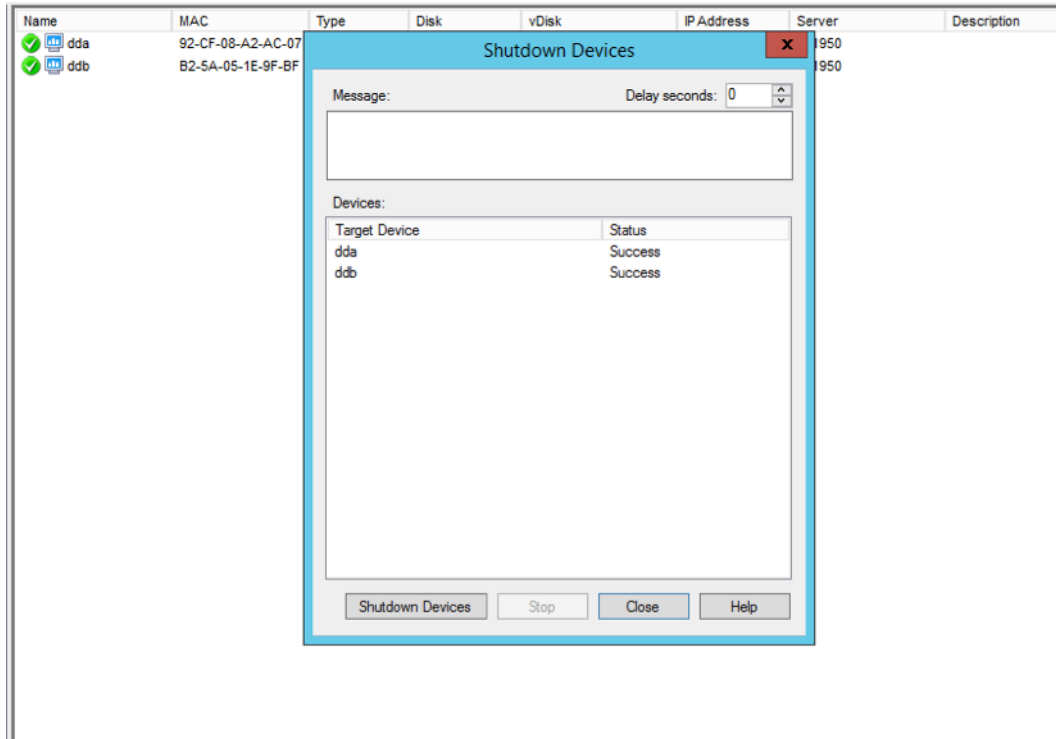 Name MAC Type Disk vDisk IP Address Server Description
dda 92-CF-08-A2-AC-07 1950
ddb B2-5A-05-1E-9F-BF 1950
Shutdown Devices
Message: Delay seconds: 0
Devices:
Target Device Status
dda Success
ddb Success
Shutdown Devices Stop Close Help